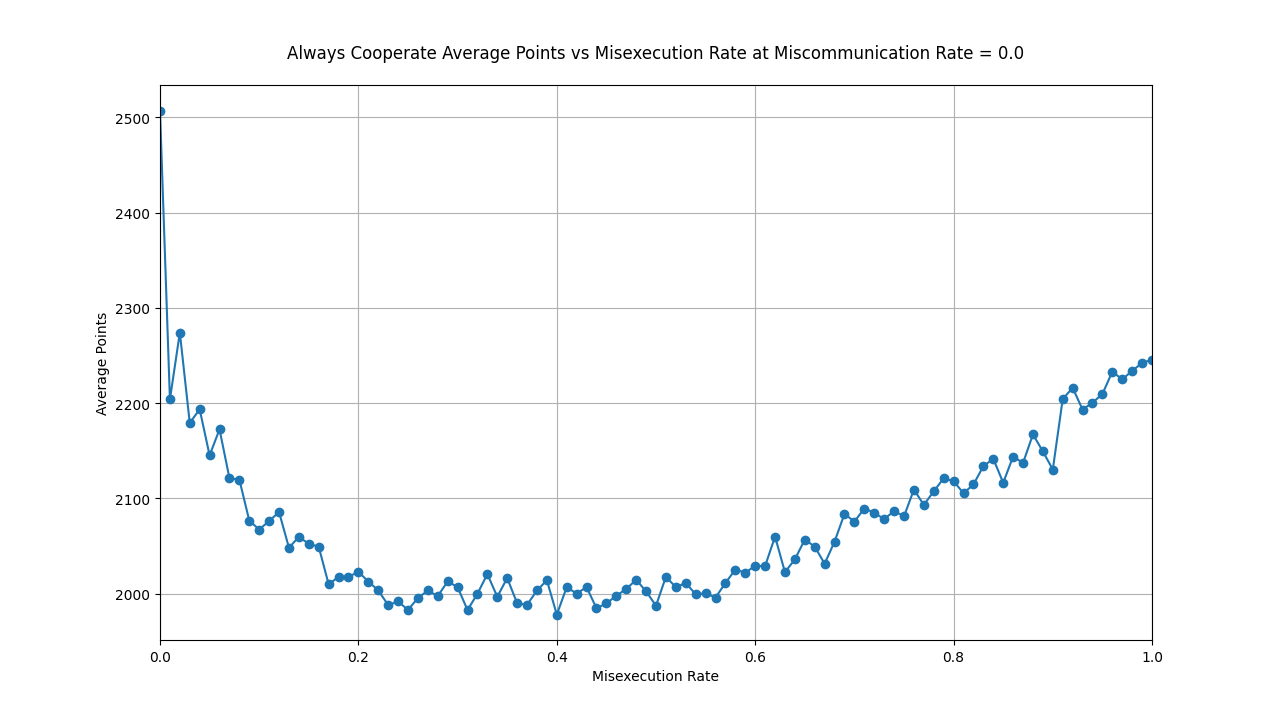 Always Cooperate Average Points vs Misexecution Rate at Miscommunication Rate = 0.0
2500
2400
2300
2200
2100
2000
Average Points
0.0 0.2 0.4 0.6 0.8 1.0
Misexecution Rate